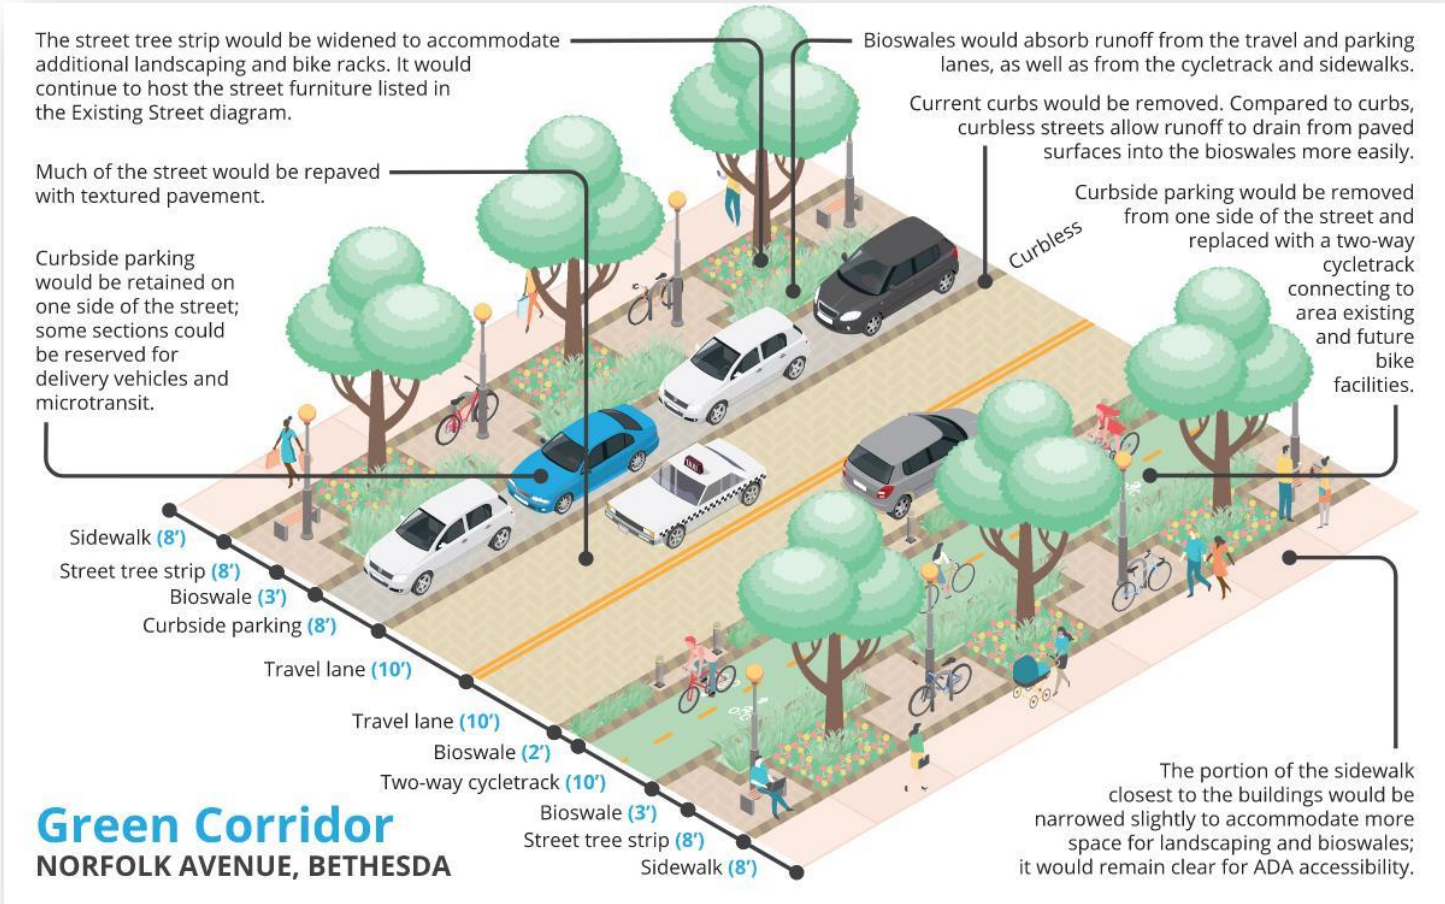 The street tree strip would be widened to accommodate
additional landscaping and bike racks. It would
continue to host the street furniture listed in
the Existing Street diagram.
Much of the street would be repaved
with textured pavement.
Curbside parking
would be retained on
one side of the street;
some sections could
be reserved for
delivery vehicles and
microtransit.
Bioswales would absorb runoff from the travel and parking
lanes, as well as from the cycletrack and sidewalks.
Current curbs would be removed. Compared to curbs,
curbless streets allow runoff to drain from paved
surfaces into the bioswales more easily.
Curbside parking would be removed
from one side of the street and
replaced with a two-way
cycletrack
connecting to
area existing
and future
bike
facilities.
Curbless
TAXI
Sidewalk (8’)
Street tree strip (8’)
Bioswale (3’)
Curbside parking (8’)
Travel lane (10’)
Travel lane (10’)
Bioswale (2’)
Two-way cycletrack (10’)
Bioswale (3’)
Street tree strip (8’)
Sidewalk (8’)
The portion of the sidewalk
closest to the buildings would be
narrowed slightly to accommodate more
space for landscaping and bioswales;
it would remain clear for ADA accessibility.
Green Corridor
NORFOLK AVENUE, BETHESDA